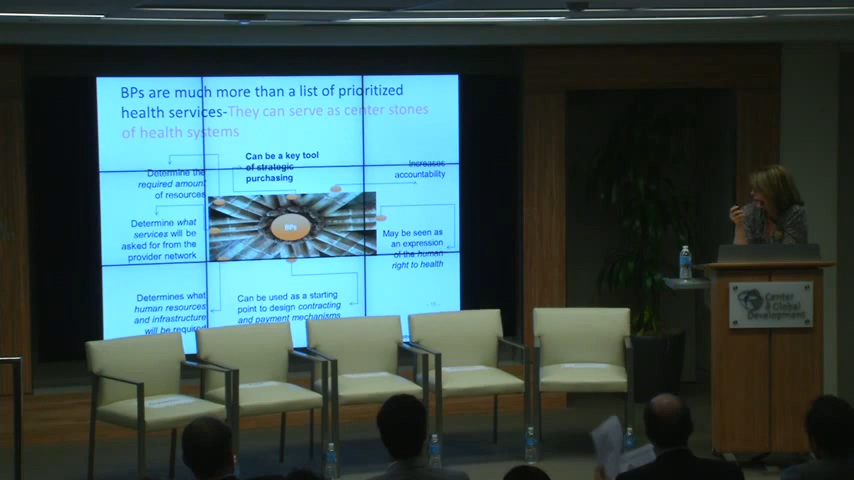 BPs are much more than a list of prioritized
health services-They can serve as center stones
of health systems
Can be a key tool
of strategic
purchasing
Increases
accountability
Determine the
required amount
of resources
Determine what
services will be
asked for from the
provider network
BPs
May be seen as
an expression
of the human
right to health
Determines what
human resources
and infrastructure
will be required
Can be used as a starting
point to design contracting
and payment mechanisms
Center
Global
Development